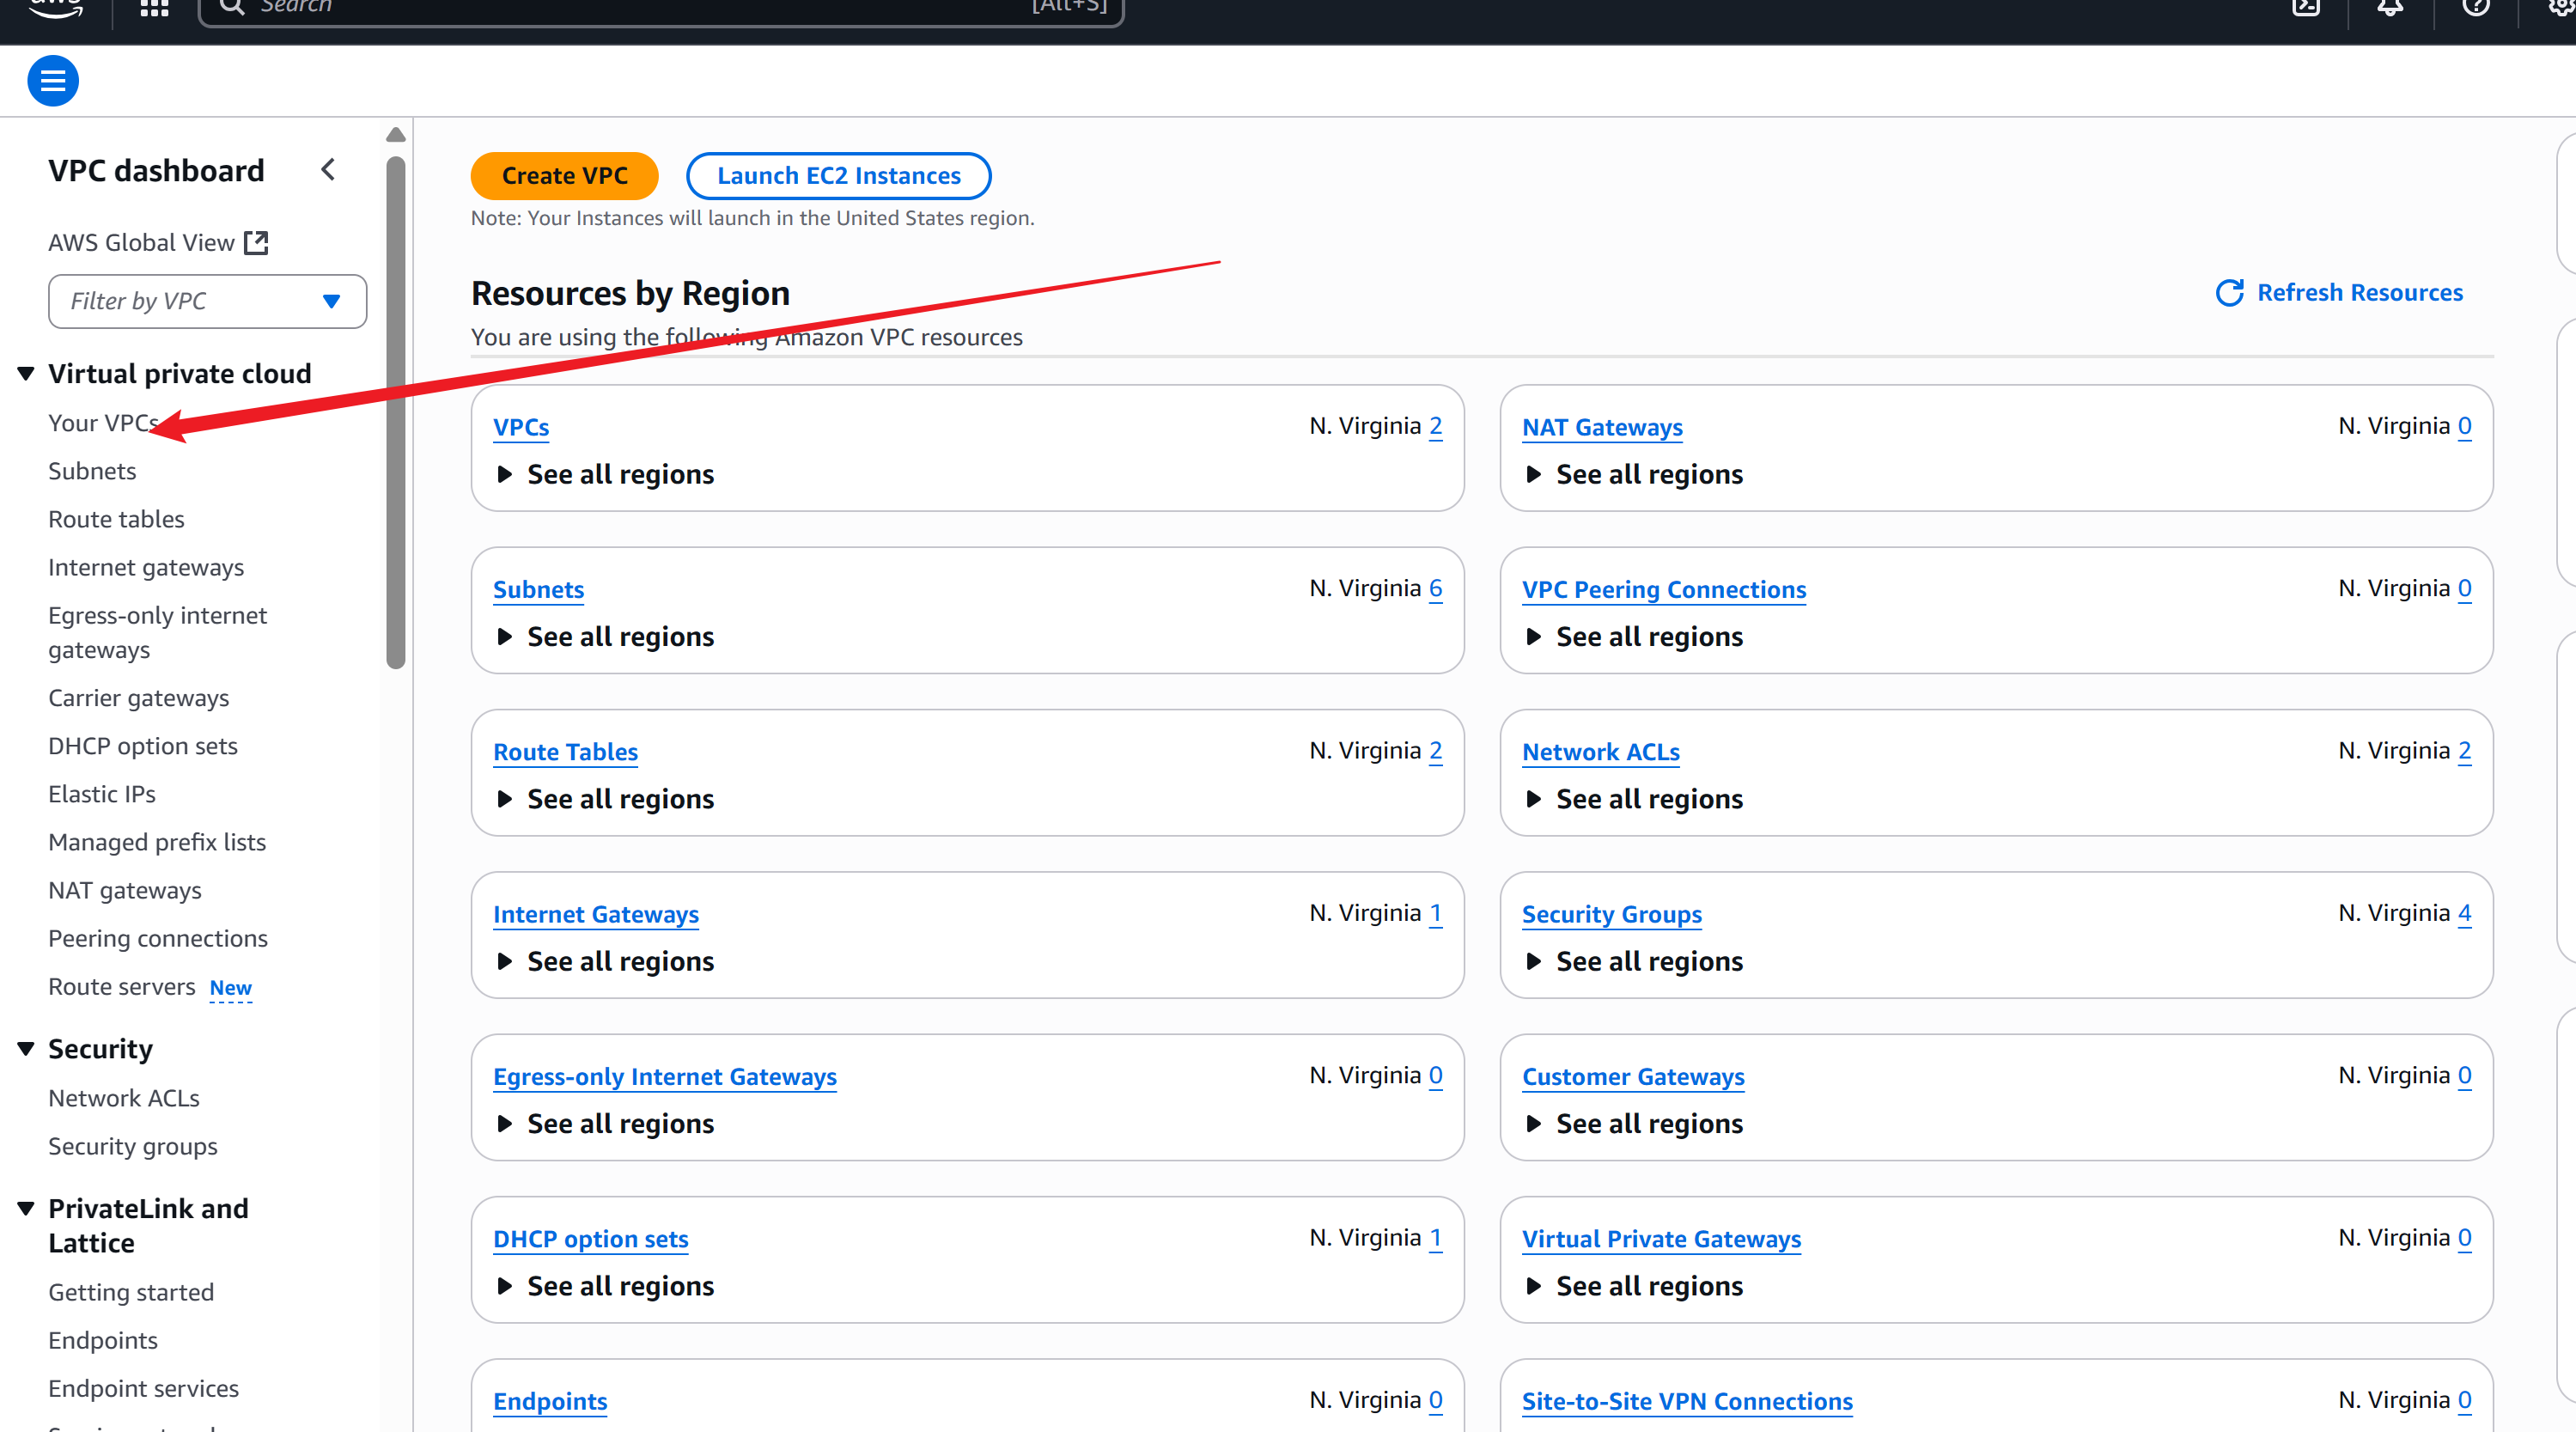 aws
Search
[Alt+S]
VPC dashboard
AWS Global View
Filter by VPC
Virtual private cloud
Your VPCs
Subnets
Route tables
Internet gateways
Egress-only internet
gateways
Carrier gateways
DHCP option sets
Elastic IPs
Managed prefix lists
NAT gateways
Peering connections
Route servers New
Security
Network ACLs
Security groups
PrivateLink and
Lattice
Getting started
Endpoints
Endpoint services
Create VPC
Launch EC2 Instances
Note: Your Instances will launch in the United States region.
Resources by Region
Refresh Resources
You are using the following Amazon VPC resources
VPCs N. Virginia 2
See all regions
NAT Gateways N. Virginia 0
See all regions
Subnets N. Virginia 6
See all regions
VPC Peering Connections N. Virginia 0
See all regions
Route Tables N. Virginia 2
See all regions
Network ACLs N. Virginia 2
See all regions
Internet Gateways N. Virginia 1
See all regions
Security Groups N. Virginia 4
See all regions
Egress-only Internet Gateways N. Virginia 0
See all regions
Customer Gateways N. Virginia 0
See all regions
DHCP option sets N. Virginia 1
See all regions
Virtual Private Gateways N. Virginia 0
See all regions
Endpoints N. Virginia 0
Site-to-Site VPN Connections N. Virginia 0